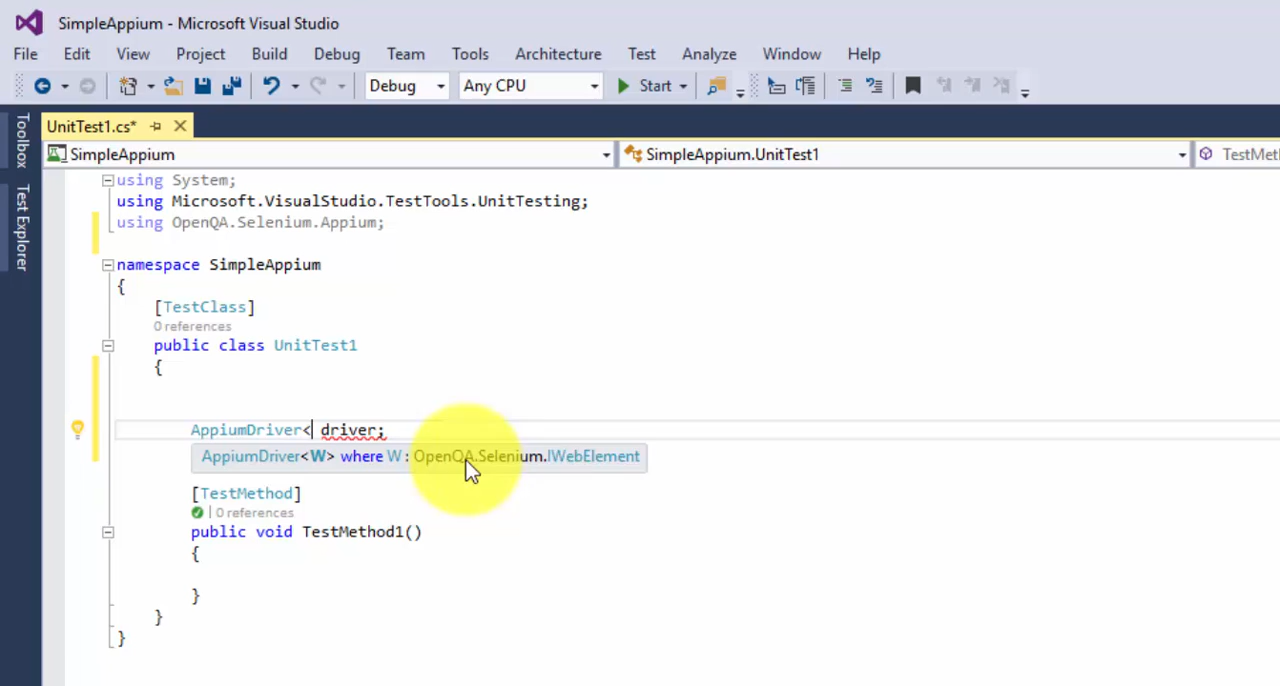 SimpleAppium - Microsoft Visual Studio
File Edit View Project Build Debug Team Tools Architecture Test Analyze Window Help
Debug Any CPU Start
Toolbox
Test Explorer
UnitTest1.cs*
SimpleAppium SimpleAppium.UnitTest1 TestMet
using System;
using Microsoft.VisualStudio.TestTools.UnitTesting;
using OpenQA.Selenium.Appium;
namespace SimpleAppium
{
[TestClass]
0 references
public class UnitTest1
{
AppiumDriver< driver;
AppiumDriver<W> where W : OpenQA.Selenium.IWebElement
[TestMethod]
| 0 references
public void TestMethod1()
{
}
}
}